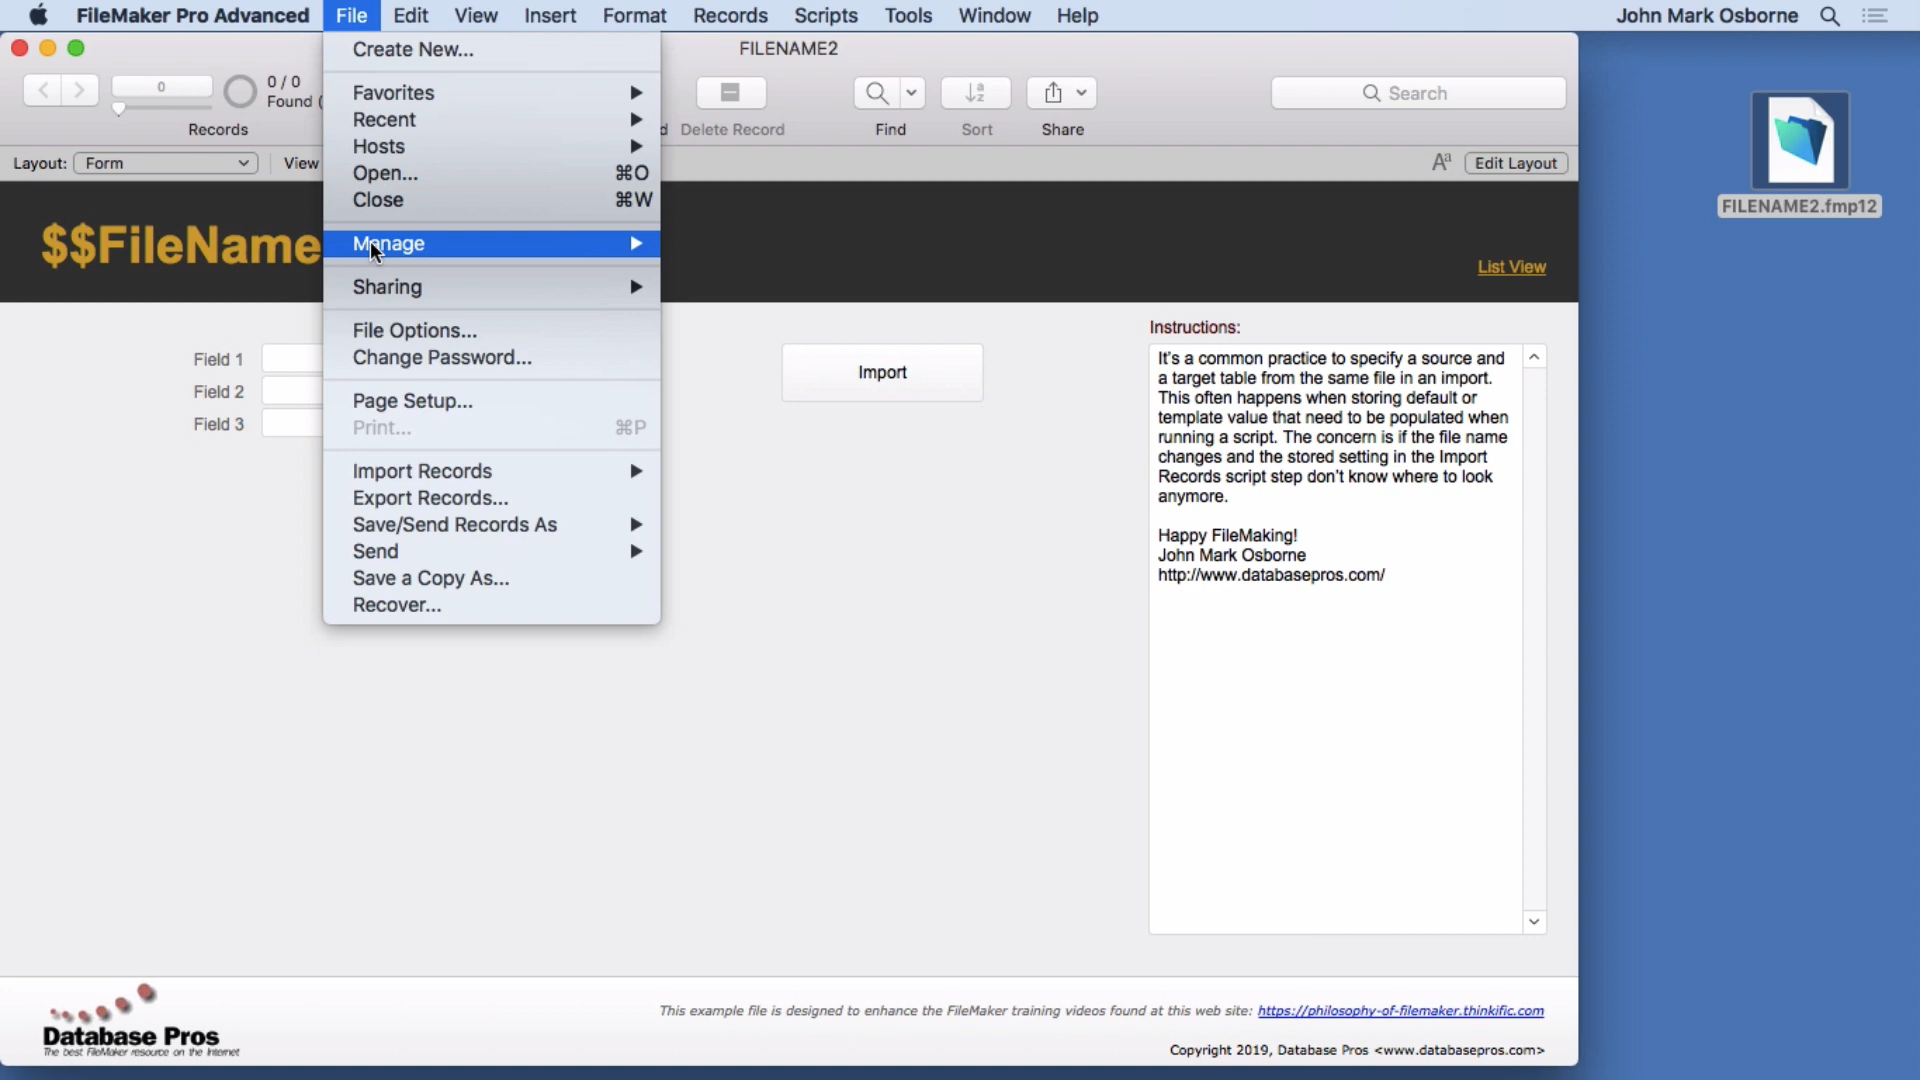 FileMaker Pro Advanced File Edit View Insert Format Records Scripts Tools Window Help John Mark Osborne
FILENAME2
Create New...
Favorites
Recent
Hosts
Open... ⌘O
Close ⌘W
Manage
Sharing
File Options...
Change Password...
Page Setup...
Print... ⌘P
Import Records
Export Records...
Save/Send Records As
Send
Save a Copy As...
Recover...
0
0 / 0
Found (
Records
Delete Record
Find
Sort
Share
Search
Layout: Form View
Aa Edit Layout
FILENAME2.fmp12
$$FileName
List View
Field 1
Field 2
Field 3
Import
Instructions:
It's a common practice to specify a source and
a target table from the same file in an import.
This often happens when storing default or
template value that need to be populated when
running a script. The concern is if the file name
changes and the stored setting in the Import
Records script step don't know where to look
anymore.
Happy FileMaking!
John Mark Osborne
http://www.databasepros.com/
Database Pros
The best FileMaker resource on the Internet
This example file is designed to enhance the FileMaker training videos found at this web site: https://philosophy-of-filemaker.thinkific.com
Copyright 2019, Database Pros <www.databasepros.com>